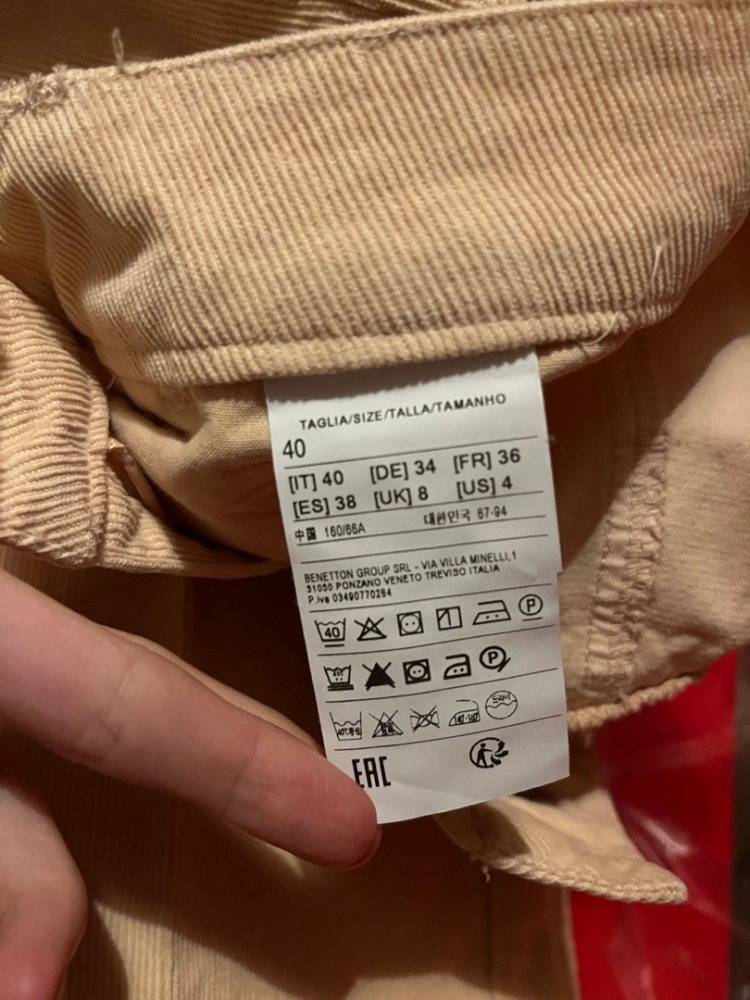 TAGLIA/SIZE/TALLA/TAMANHO
40
[IT] 40 [DE] 34 [FR] 36
[ES] 38 [UK] 8 [US] 4
中国 160/66A 대한민국 67-94
BENETTON GROUP SRL - VIA VILLA MINELLI,1
31050 PONZANO VENETO TREVISO ITALIA
P.iva 03490770264
40 P
40° P
EAC